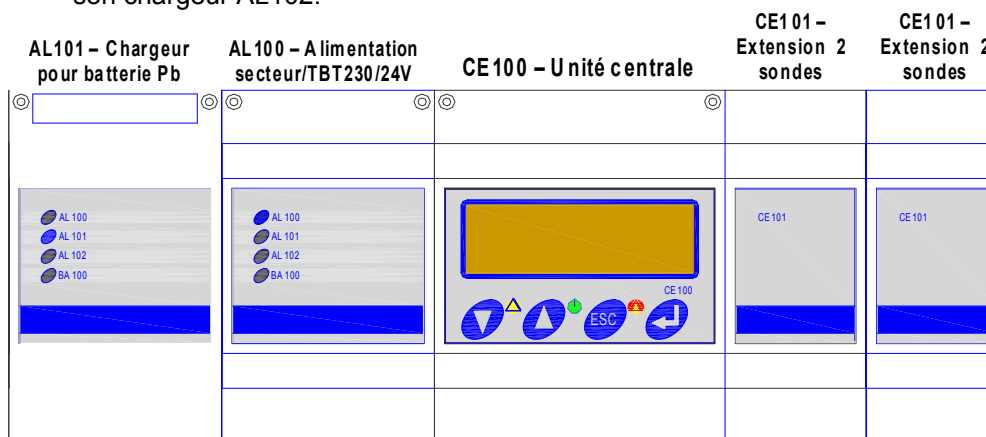 son chargeur AL102.
AL101 – Chargeur
pour batterie Pb
AL100 – Alimentation
secteur/TBT230/24V
CE100 – Unité centrale
CE101 –
Extension 2
sondes
CE101 –
Extension 2
sondes
AL 100
AL 101
AL 102
BA 100
AL 100
AL 101
AL 102
BA 100
CE100
ESC
CE101
CE101